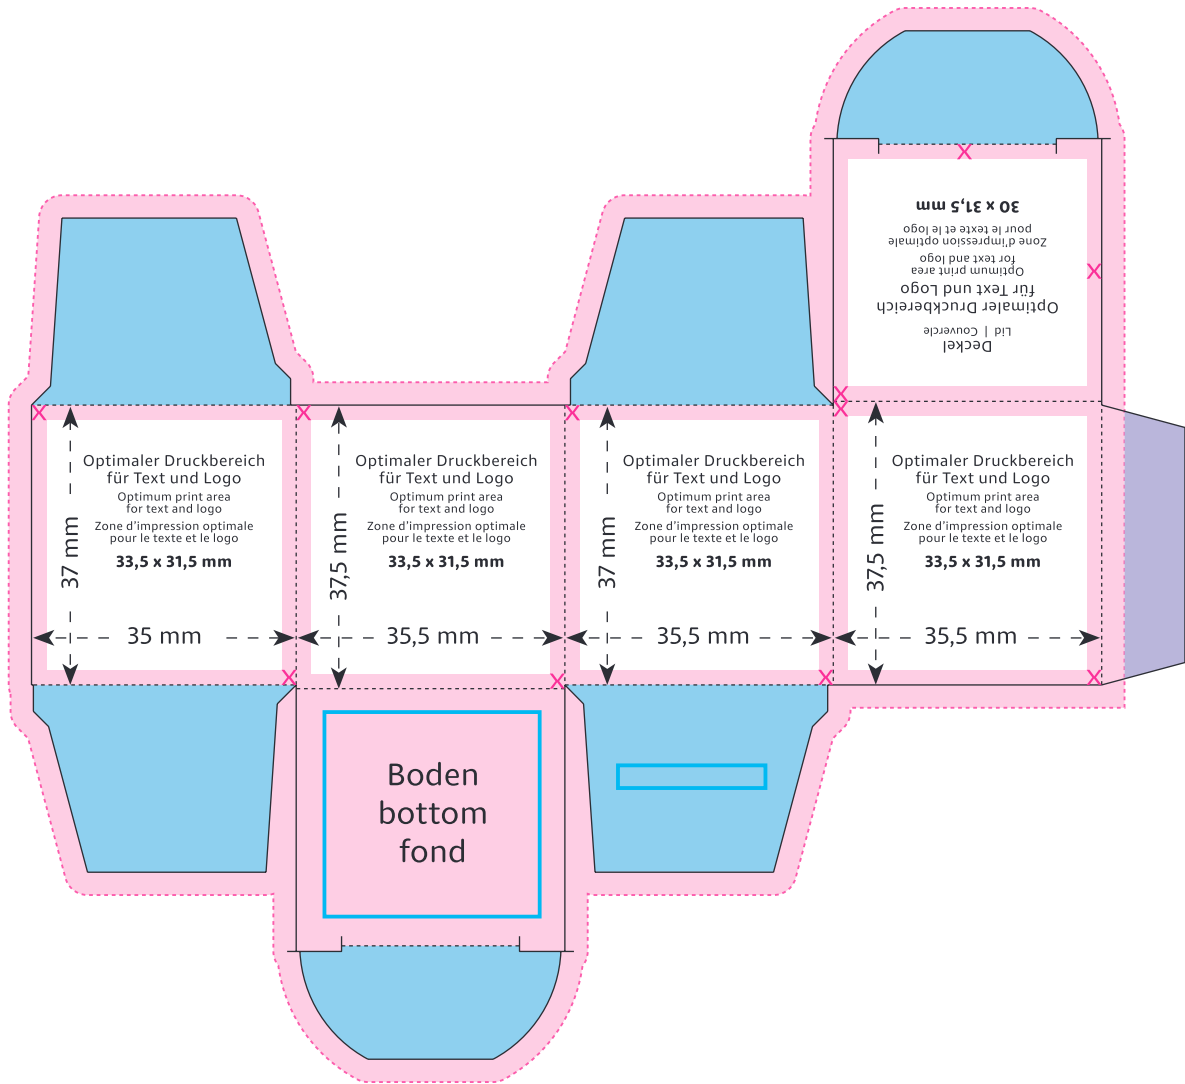 30 x 31,5 mm
pour le texte et le logo
Zone d'impression optimale
for text and logo
Optimum print area
für Text und Logo
Optimaler Druckbereich
Lid | Couvercle
Deckel
37 mm
Optimaler Druckbereich
für Text und Logo
Optimum print area
for text and logo
Zone d'impression optimale
pour le texte et le logo
33,5 x 31,5 mm
35 mm
37,5 mm
Optimaler Druckbereich
für Text und Logo
Optimum print area
for text and logo
Zone d'impression optimale
pour le texte et le logo
33,5 x 31,5 mm
35,5 mm
37 mm
Optimaler Druckbereich
für Text und Logo
Optimum print area
for text and logo
Zone d'impression optimale
pour le texte et le logo
33,5 x 31,5 mm
35,5 mm
37,5 mm
Optimaler Druckbereich
für Text und Logo
Optimum print area
for text and logo
Zone d'impression optimale
pour le texte et le logo
33,5 x 31,5 mm
35,5 mm
Boden
bottom
fond